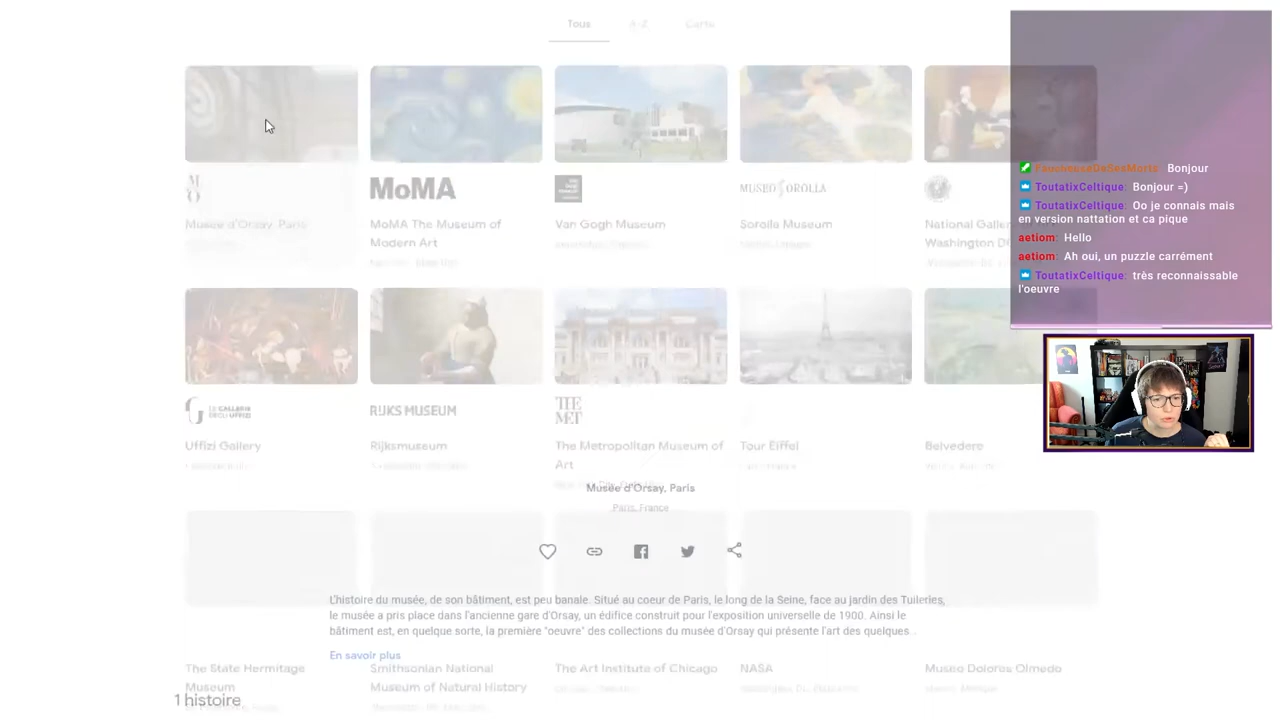 Tous A-Z Carte
Musée d'Orsay, Paris
MoMA
MoMA The Museum of
Modern Art
Van Gogh Museum
MUSEO SOROLLA
Sorolla Museum
National Galle
Washington D
GALLERIE
UFFIZI
Uffizi Gallery
RIJKS MUSEUM
Rijksmuseum
THE
MET
The Metropolitan Museum of
Art
Tour Eiffel
Belvedere
Musée d'Orsay, Paris
Paris, France
L'histoire du musée, de son bâtiment, est peu banale. Situé au coeur de Paris, le long de la Seine, face au jardin des Tuileries,
le musée a pris place dans l'ancienne gare d'Orsay, un édifice construit pour l'exposition universelle de 1900. Ainsi le
bâtiment est, en quelque sorte, la première "oeuvre" des collections du musée d'Orsay qui présente l'art des quelques...
En savoir plus
The State Hermitage
Museum
Smithsonian National
Museum of Natural History
The Art Institute of Chicago
NASA
Museo Dolores Olmedo
1 histoire
Bonjour
ToutatixCeltique: Bonjour =)
ToutatixCeltique: Oo je connais mais
en version nattation et ca pique
aetiom: Hello
aetiom: Ah oui, un puzzle carrément
ToutatixCeltique: très reconnaissable
l'oeuvre